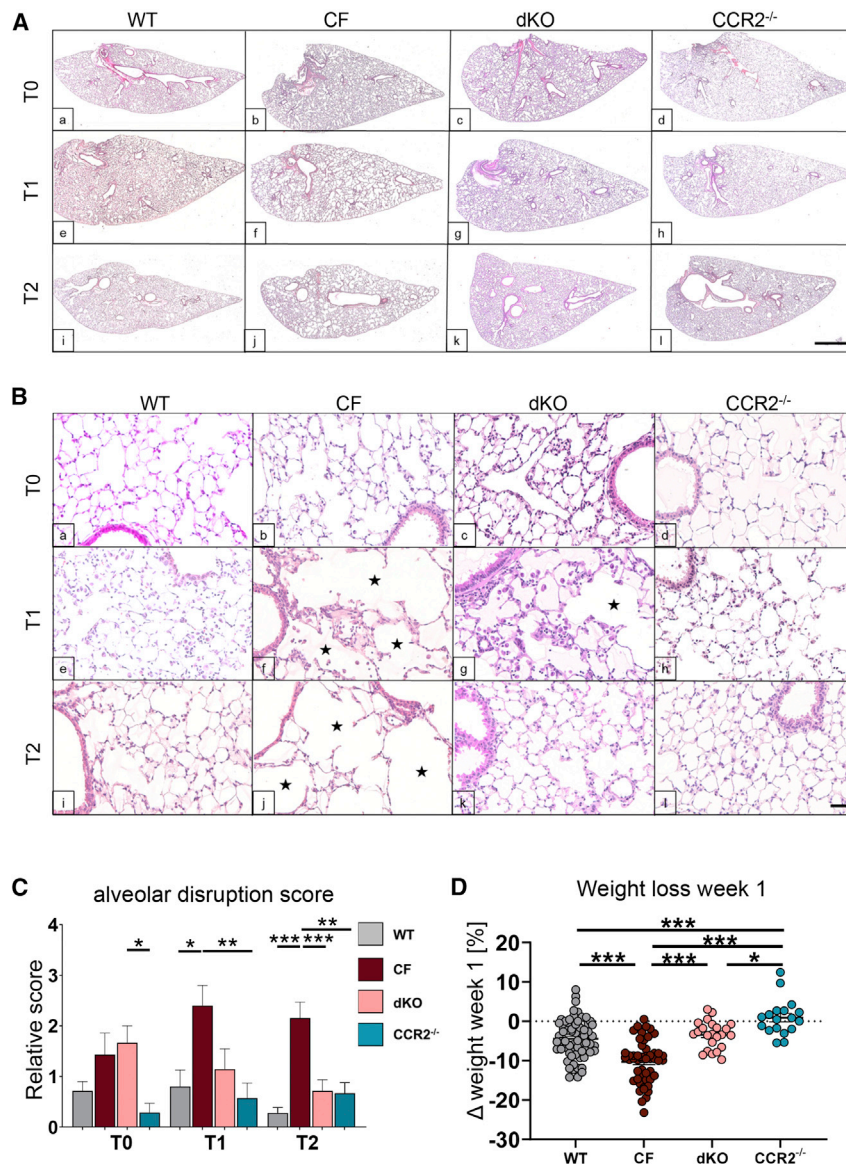 A
WT CF dKO CCR2⁻/⁻
T0
a b c d
T1
e f g h
T2
i j k l
B
WT CF dKO CCR2⁻/⁻
T0
a b c d
T1
★ ★ ★ ★
e f g h
T2
★ ★ ★
i j k l
C
alveolar disruption score
Relative score
4
3
2
1
0
* * ** *** *** **
T0 T1 T2
WT
CF
dKO
CCR2⁻/⁻
D
Weight loss week 1
Δ weight week 1 [%]
***
***
*** *** *
20
10
0
-10
-20
-30
WT CF dKO CCR2⁻/⁻